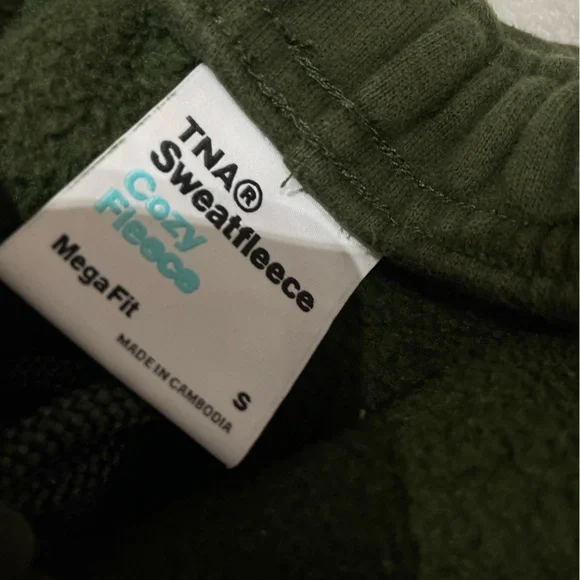 TNA®
Sweatfleece
Cozy
Fleece
Mega Fit
S
MADE IN CAMBODIA